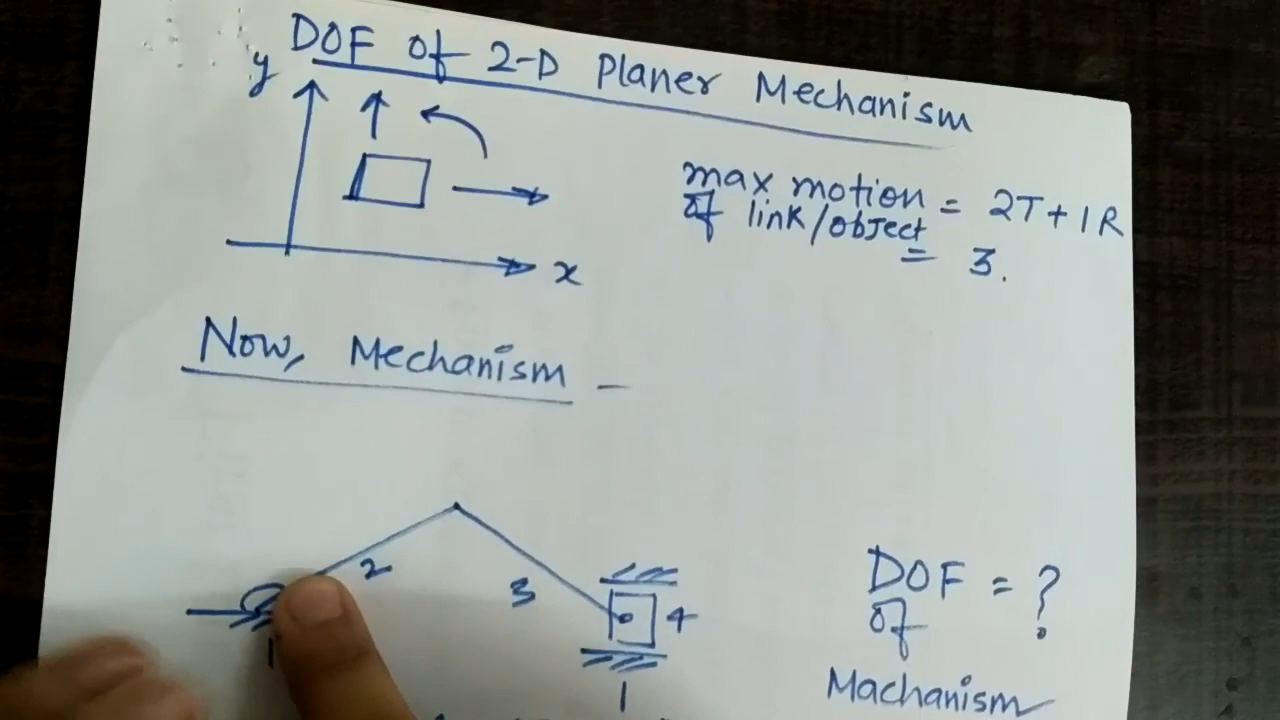 DOF of 2-D Planer Mechanism
y
max motion = 2T+1R
of link/object
= 3.
x
Now, Mechanism -
2
3
4
1
1
DOF = ?
of
Machanism